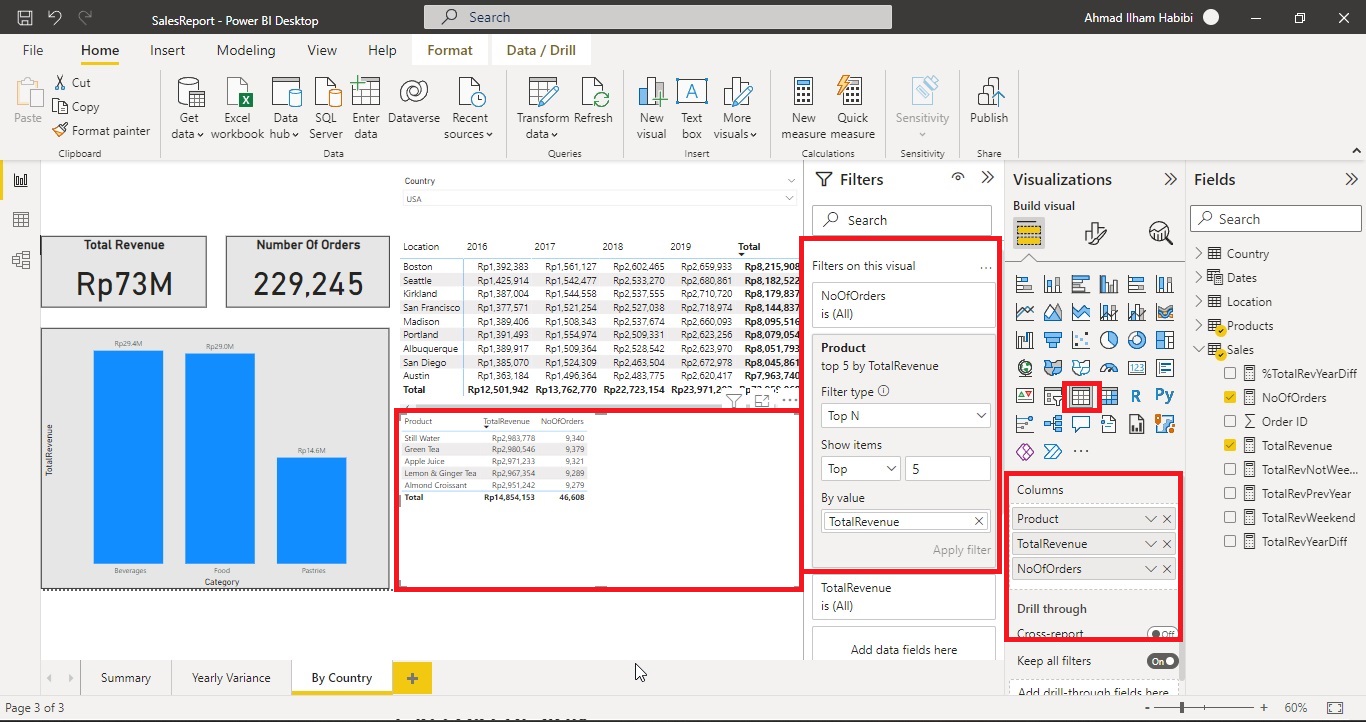 SalesReport - Power BI Desktop
Search
Ahmad Ilham Habibi
File Home Insert Modeling View Help Format Data / Drill
Paste
Cut
Copy
Format painter
Clipboard
Get data
Excel workbook
Data hub
SQL Server
Enter data
Dataverse
Recent sources
Data
Transform data
Refresh
Queries
New visual
Text box
More visuals
Insert
New measure
Quick measure
Calculations
Sensitivity
Sensitivity
Publish
Share
Total Revenue
Rp73M
Number Of Orders
229,245
Rp29.4M
Rp29.0M
Rp14.6M
TotalRevenue
Beverages Food Pastries
Category
Country
USA
Location 2016 2017 2018 2019 Total
Boston Rp1,392,383 Rp1,561,127 Rp2,602,465 Rp2,659,933 Rp8,215,908
Seattle Rp1,425,914 Rp1,542,477 Rp2,533,270 Rp2,680,861 Rp8,182,522
Kirkland Rp1,387,004 Rp1,544,558 Rp2,537,555 Rp2,710,720 Rp8,179,837
San Francisco Rp1,377,571 Rp1,521,254 Rp2,527,038 Rp2,718,974 Rp8,144,837
Madison Rp1,389,406 Rp1,508,343 Rp2,537,674 Rp2,660,093 Rp8,095,516
Portland Rp1,391,493 Rp1,554,974 Rp2,509,331 Rp2,623,256 Rp8,079,054
Albuquerque Rp1,389,917 Rp1,509,364 Rp2,528,542 Rp2,623,970 Rp8,051,793
San Diego Rp1,385,070 Rp1,524,309 Rp2,463,504 Rp2,672,978 Rp8,045,861
Austin Rp1,363,184 Rp1,496,364 Rp2,483,775 Rp2,620,417 Rp7,963,740
Total Rp12,501,942 Rp13,762,770 Rp22,723,154
Product TotalRevenue NoOfOrders
Still Water Rp2,983,778 9,340
Green Tea Rp2,980,546 9,379
Apple Juice Rp2,971,233 9,321
Lemon & Ginger Tea Rp2,967,354 9,289
Almond Croissant Rp2,951,242 9,279
Total Rp14,854,153 46,608
Filters
Search
Filters on this visual
NoOfOrders
is (All)
Product
top 5 by TotalRevenue
Filter type
Top N
Show items
Top 5
By value
TotalRevenue
Apply filter
TotalRevenue
is (All)
Add data fields here
Visualizations
Build visual
123
R Py
Columns
Product
TotalRevenue
NoOfOrders
Drill through
Cross-report Off
Keep all filters On
Add drill-through fields here
Fields
Search
Country
Dates
Location
Products
Sales
%TotalRevYearDiff
NoOfOrders
Order ID
TotalRevenue
TotalRevNotWee...
TotalRevPrevYear
TotalRevWeekend
TotalRevYearDiff
Summary Yearly Variance By Country
Page 3 of 3
60%